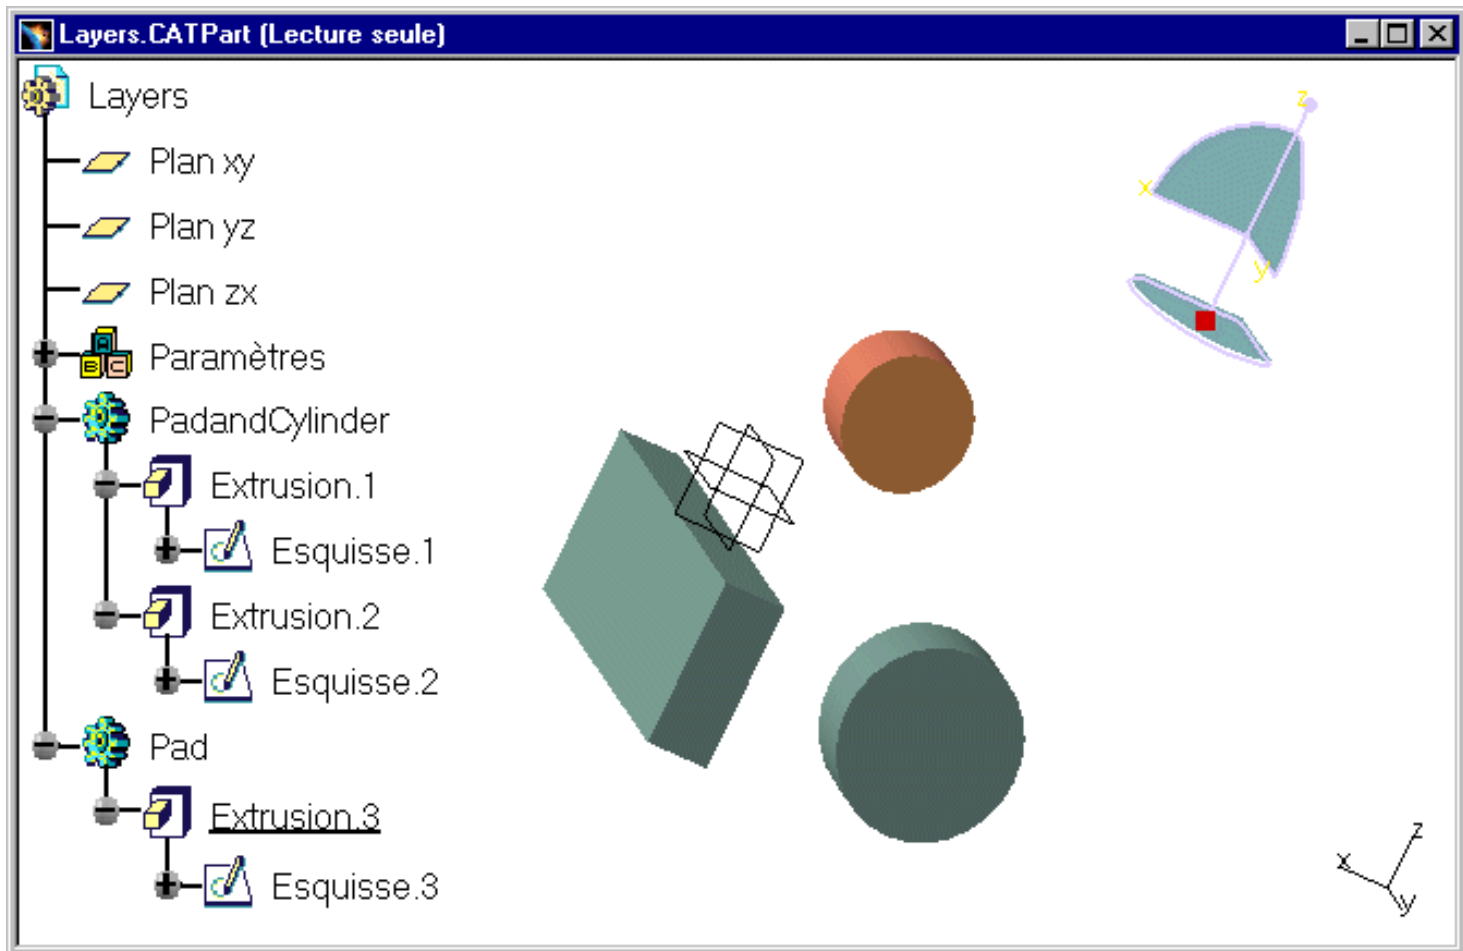 Layers.CATPart (Lecture seule)
Layers
Plan xy
Plan yz
Plan zx
Paramètres
A
B C
PadandCylinder
Extrusion.1
Esquisse.1
Extrusion.2
Esquisse.2
Pad
Extrusion.3
Esquisse.3
z
x
y
z
x
y